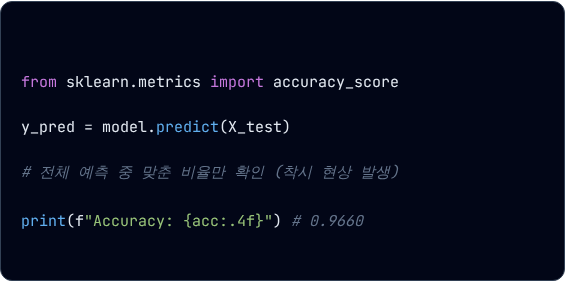 from sklearn.metrics import accuracy_score
y_pred = model.predict(X_test)
# 전체 예측 중 맞춘 비율만 확인 (착시 현상 발생)
print(f"Accuracy: {acc:.4f}") # 0.9660